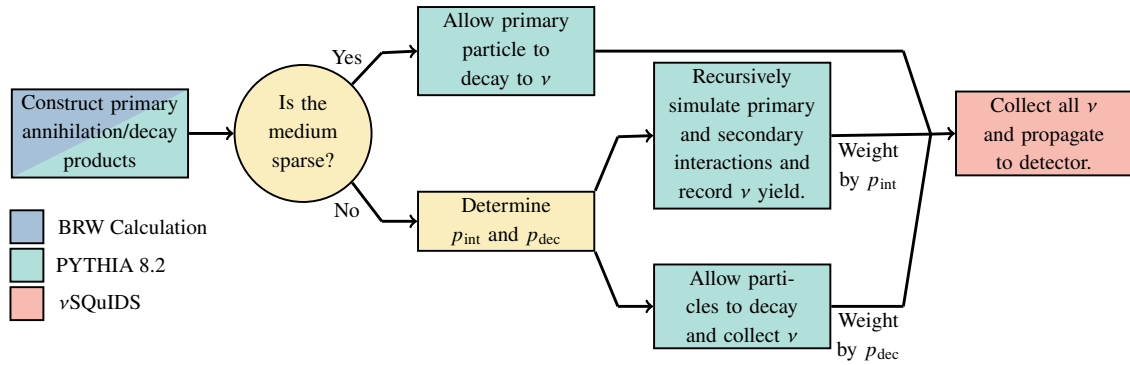 Construct primary
annihilation/decay
products
Is the
medium
sparse?
Yes
No
Allow primary
particle to
decay to ν
Determine
p_int and p_dec
Recursively
simulate primary
and secondary
interactions and
record ν yield.
Weight
by p_int
Allow parti-
cles to decay
and collect ν
Weight
by p_dec
Collect all ν
and propagate
to detector.
BRW Calculation
PYTHIA 8.2
νSQuIDS